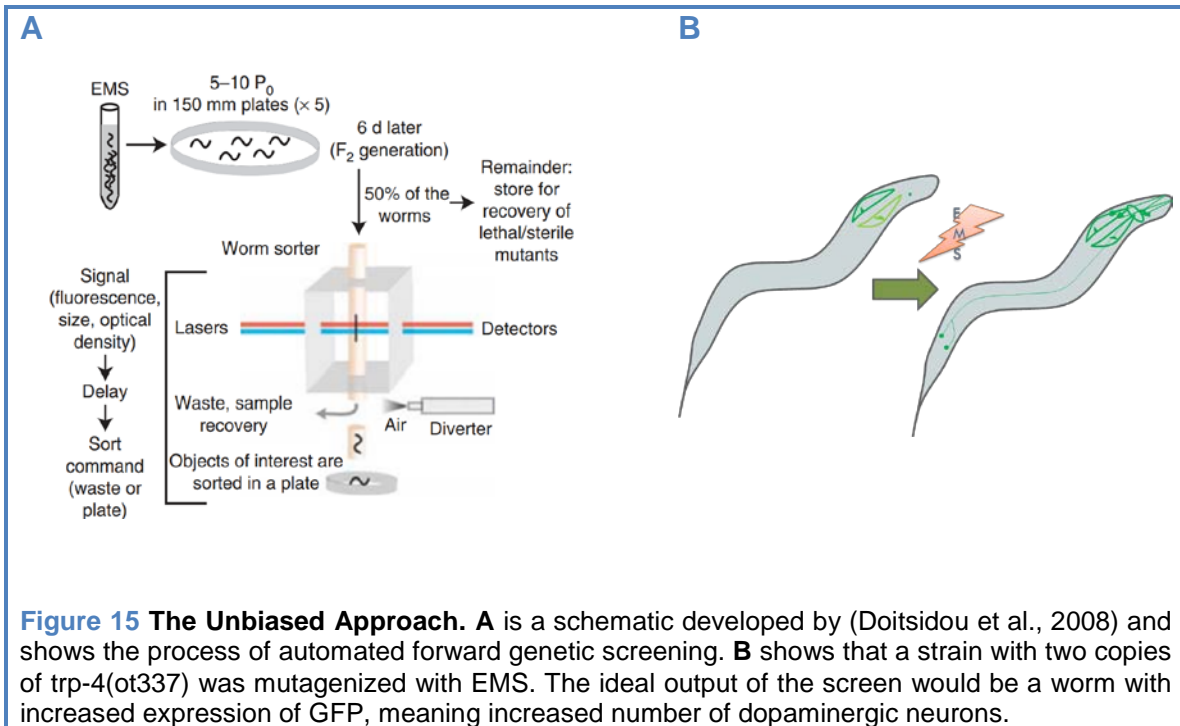 A
B
EMS
5–10 P0
in 150 mm plates (× 5)
6 d later
(F2 generation)
50% of the
worms
Remainder:
store for
recovery of
lethal/sterile
mutants
Worm sorter
Signal
(fluorescence,
size, optical
density)
Lasers
Detectors
Delay
Waste, sample
recovery
Air
Diverter
Sort
command
(waste or
plate)
Objects of interest are
sorted in a plate
EMS
Figure 15 The Unbiased Approach. A is a schematic developed by (Doitsidou et al., 2008) and
shows the process of automated forward genetic screening. B shows that a strain with two copies
of trp-4(ot337) was mutagenized with EMS. The ideal output of the screen would be a worm with
increased expression of GFP, meaning increased number of dopaminergic neurons.